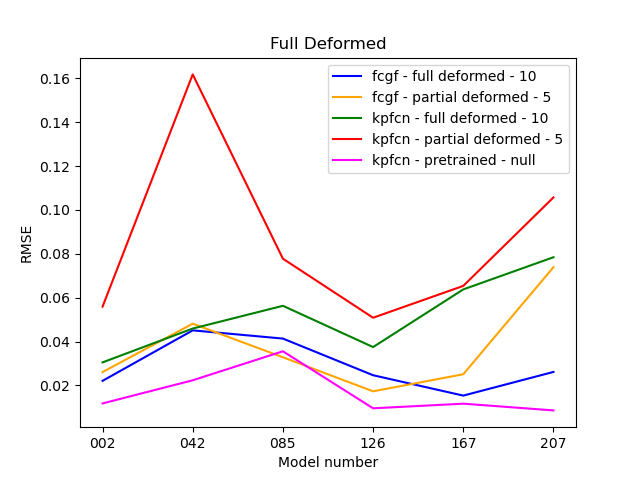 Full Deformed
fcgf - full deformed - 10
fcgf - partial deformed - 5
kpfcn - full deformed - 10
kpfcn - partial deformed - 5
kpfcn - pretrained - null
RMSE
0.16
0.14
0.12
0.10
0.08
0.06
0.04
0.02
002 042 085 126 167 207
Model number